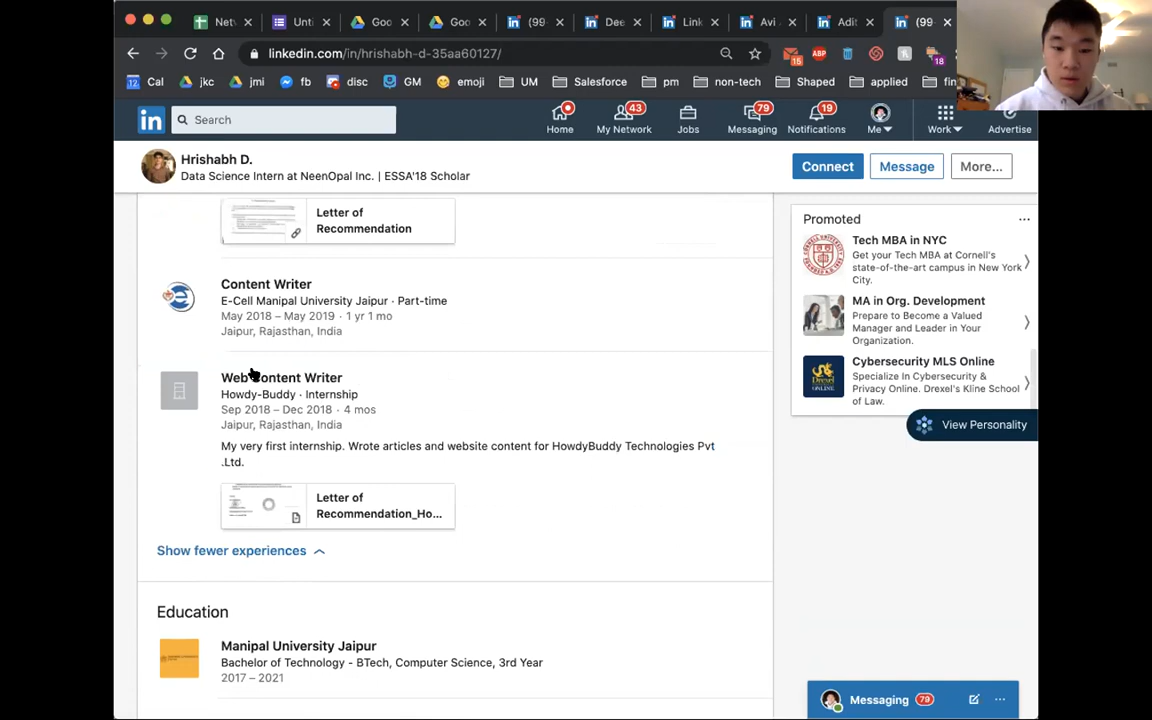 Net
Unti
Goo
Goo
(99
Dee
Link
Avi
Adit
(99
linkedin.com/in/hrishabh-d-35aa60127/
15
ABP
18
12 Cal
jkc
jmi
fb
disc
GM
emoji
UM
Salesforce
pm
non-tech
Shaped
applied
fin
in
Search
Home
43
My Network
Jobs
79
Messaging
19
Notifications
Me
Work
Advertise
Hrishabh D.
Data Science Intern at NeenOpal Inc. | ESSA'18 Scholar
Connect
Message
More...
Letter of
Recommendation
Content Writer
E-Cell Manipal University Jaipur · Part-time
May 2018 – May 2019 · 1 yr 1 mo
Jaipur, Rajasthan, India
Web Content Writer
Howdy-Buddy · Internship
Sep 2018 – Dec 2018 · 4 mos
Jaipur, Rajasthan, India
My very first internship. Wrote articles and website content for HowdyBuddy Technologies Pvt
.Ltd.
Letter of
Recommendation_Ho...
Show fewer experiences
Education
Manipal University Jaipur
Bachelor of Technology - BTech, Computer Science, 3rd Year
2017 – 2021
Promoted
...
Tech MBA in NYC
Get your Tech MBA at Cornell's
state-of-the-art campus in New York
City.
MA in Org. Development
Prepare to Become a Valued
Manager and Leader in Your
Organization.
Cybersecurity MLS Online
Specialize In Cybersecurity &
Privacy Online. Drexel's Kline School
of Law.
View Personality
Messaging 79
...